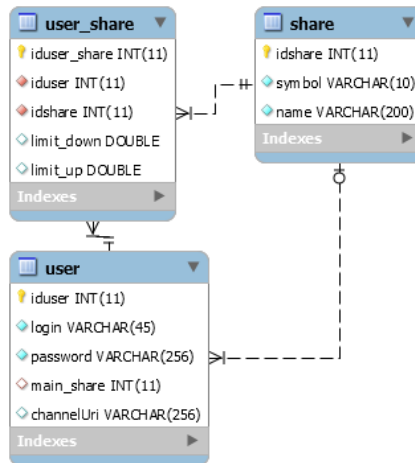 user_share
iduser_share INT(11)
iduser INT(11)
idshare INT(11)
limit_down DOUBLE
limit_up DOUBLE
Indexes
share
idshare INT(11)
symbol VARCHAR(10)
name VARCHAR(200)
Indexes
user
iduser INT(11)
login VARCHAR(45)
password VARCHAR(256)
main_share INT(11)
channelUri VARCHAR(256)
Indexes